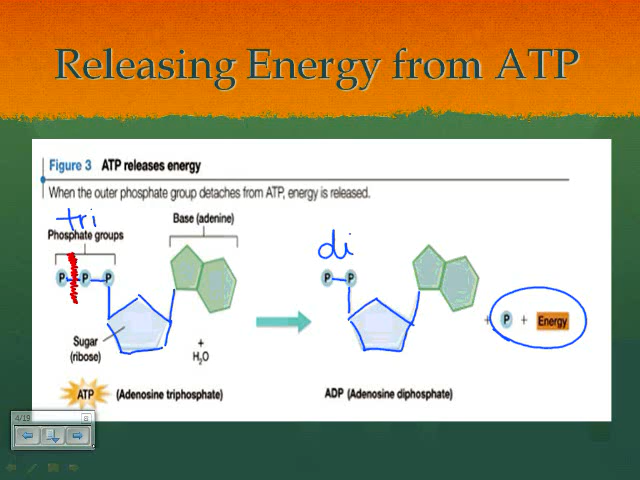 Releasing Energy from ATP
Figure 3 ATP releases energy
When the outer phosphate group detaches from ATP, energy is released.
tri
Phosphate groups
Base (adenine)
di
P P P
P P
Sugar
(ribose)
+
H₂O
+ P + Energy
ATP (Adenosine triphosphate)
ADP (Adenosine diphosphate)
4/19